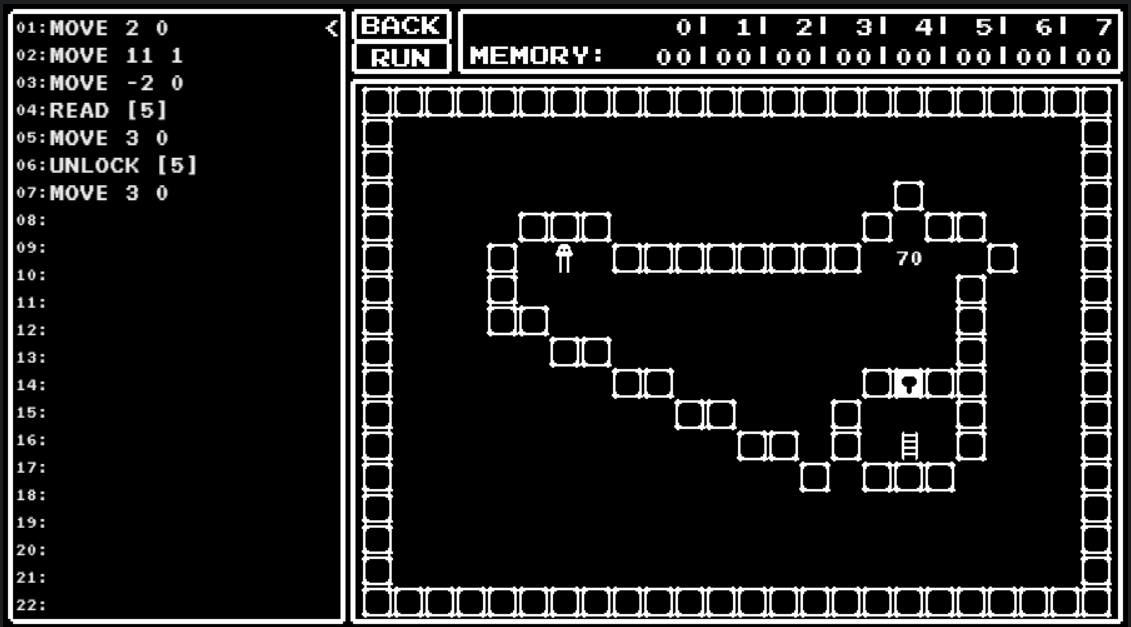 01:MOVE 2 0 <
02:MOVE 11 1
03:MOVE -2 0
04:READ [5]
05:MOVE 3 0
06:UNLOCK [5]
07:MOVE 3 0
08:
09:
10:
11:
12:
13:
14:
15:
16:
17:
18:
19:
20:
21:
22:
BACK
RUN
0| 1| 2| 3| 4| 5| 6| 7
MEMORY: 00|00|00|00|00|00|00|00
70